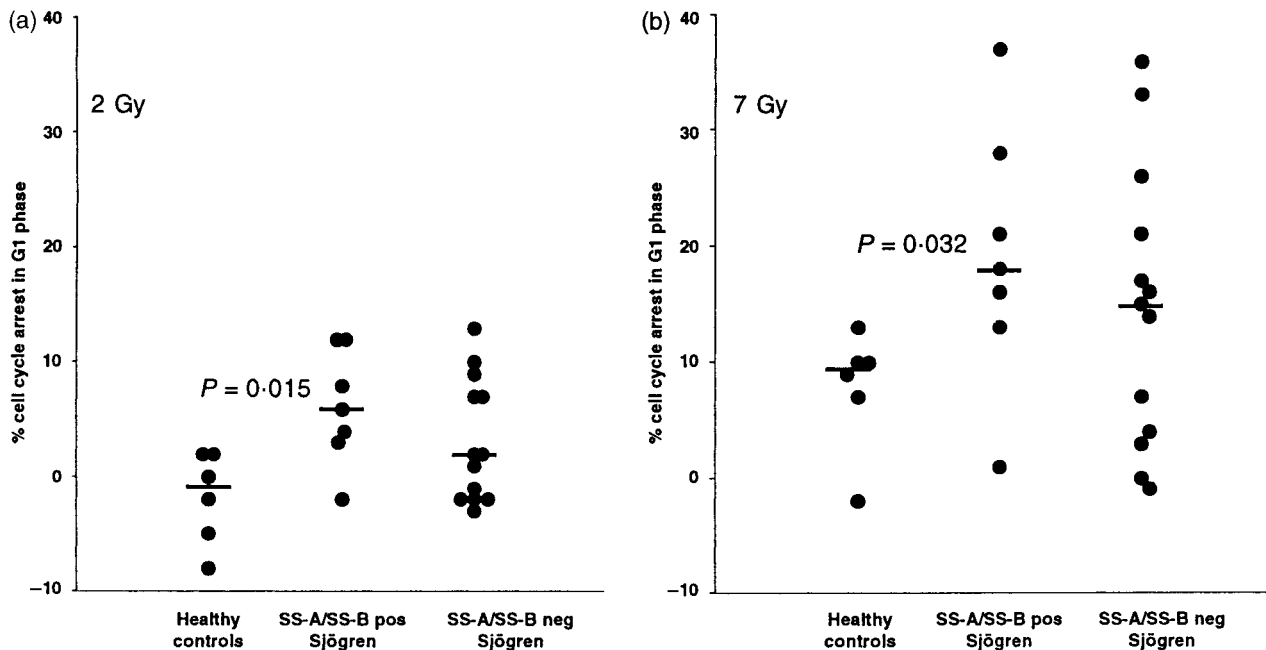 (a)
40
2 Gy
30
20
10
0
–10
% cell cycle arrest in G1 phase
P = 0·015
Healthy
controls
SS-A/SS-B pos
Sjögren
SS-A/SS-B neg
Sjögren
(b)
40
7 Gy
30
20
10
0
–10
% cell cycle arrest in G1 phase
P = 0·032
Healthy
controls
SS-A/SS-B pos
Sjögren
SS-A/SS-B neg
Sjögren